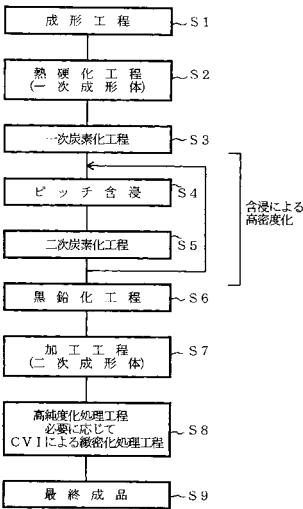 成形工程
S1
熱硬化工程
(一次成形体)
S2
一次炭素化工程
S3
ピッチ含浸
S4
二次炭素化工程
S5
含浸による
高密度化
黒鉛化工程
S6
加工工程
(二次成形体)
S7
高純度化処理工程
必要に応じて
CVIによる緻密化処理工程
S8
最終成品
S9